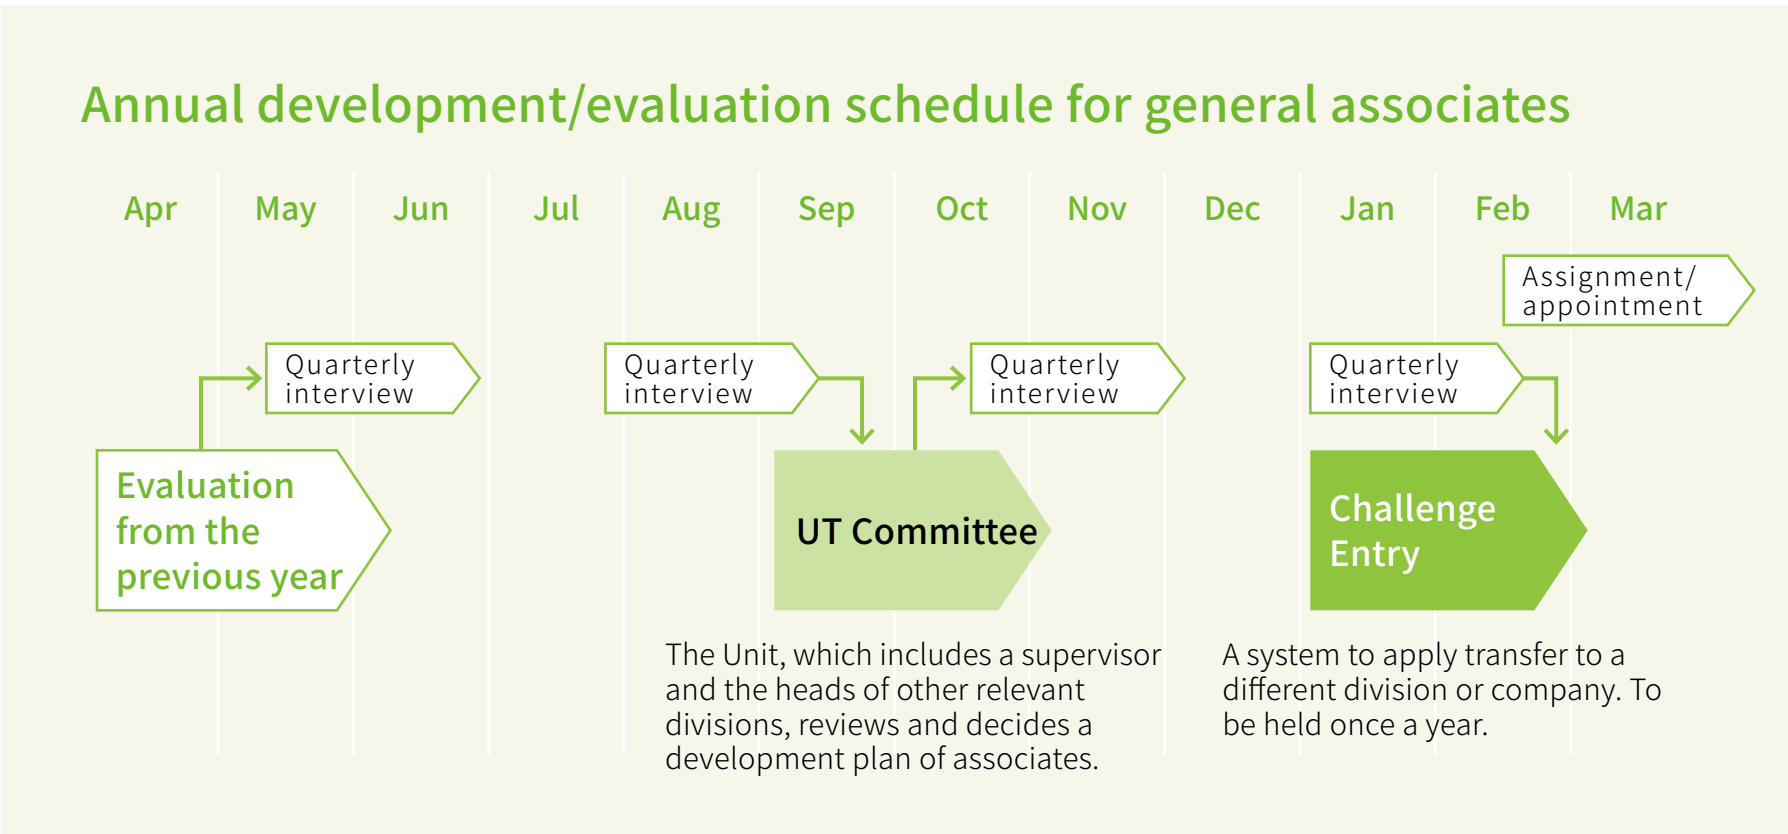 Annual development/evaluation schedule for general associates
Apr May Jun Jul Aug Sep Oct Nov Dec Jan Feb Mar
Assignment/
appointment
Quarterly
interview
Quarterly
interview
Quarterly
interview
Quarterly
interview
Evaluation
from the
previous year
UT Committee
Challenge
Entry
The Unit, which includes a supervisor
and the heads of other relevant
divisions, reviews and decides a
development plan of associates.
A system to apply transfer to a
different division or company. To
be held once a year.